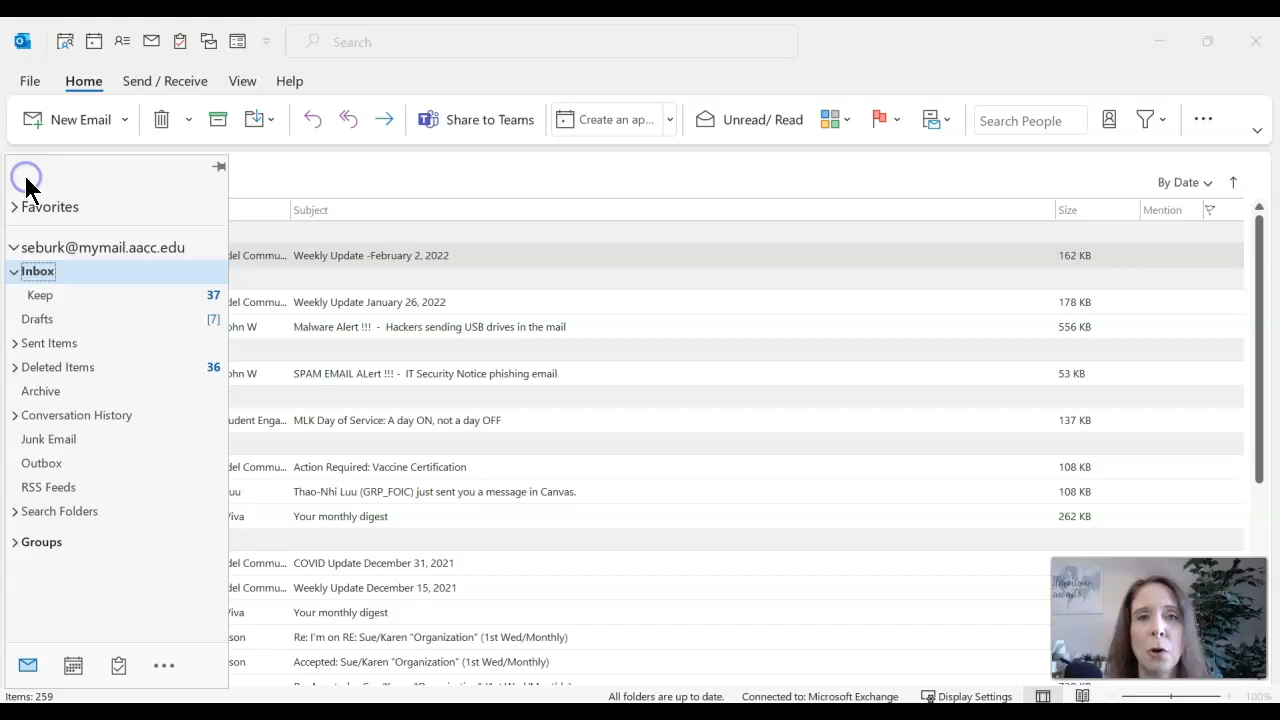 Search
File Home Send / Receive View Help
New Email Share to Teams Create an ap... Unread/ Read Search People
By Date
Favorites
Subject Size Mention
seburk@mymail.aacc.edu
del Commu... Weekly Update -February 2, 2022 162 KB
Inbox
Keep 37
del Commu... Weekly Update January 26, 2022 178 KB
Drafts [7]
ohn W Malware Alert !!! - Hackers sending USB drives in the mail 556 KB
Sent Items
Deleted Items 36
ohn W SPAM EMAIL ALert !!! - IT Security Notice phishing email 53 KB
Archive
Conversation History
udent Enga... MLK Day of Service: A day ON, not a day OFF 137 KB
Junk Email
Outbox
del Commu... Action Required: Vaccine Certification 108 KB
RSS Feeds
uu Thao-Nhi Luu (GRP_FOIC) just sent you a message in Canvas. 108 KB
Search Folders
Viva Your monthly digest 262 KB
Groups
del Commu... COVID Update December 31, 2021
del Commu... Weekly Update December 15, 2021
Viva Your monthly digest
son Re: I'm on RE: Sue/Karen "Organization" (1st Wed/Monthly)
son Accepted: Sue/Karen "Organization" (1st Wed/Monthly)
Items: 259 All folders are up to date. Connected to: Microsoft Exchange Display Settings 100%